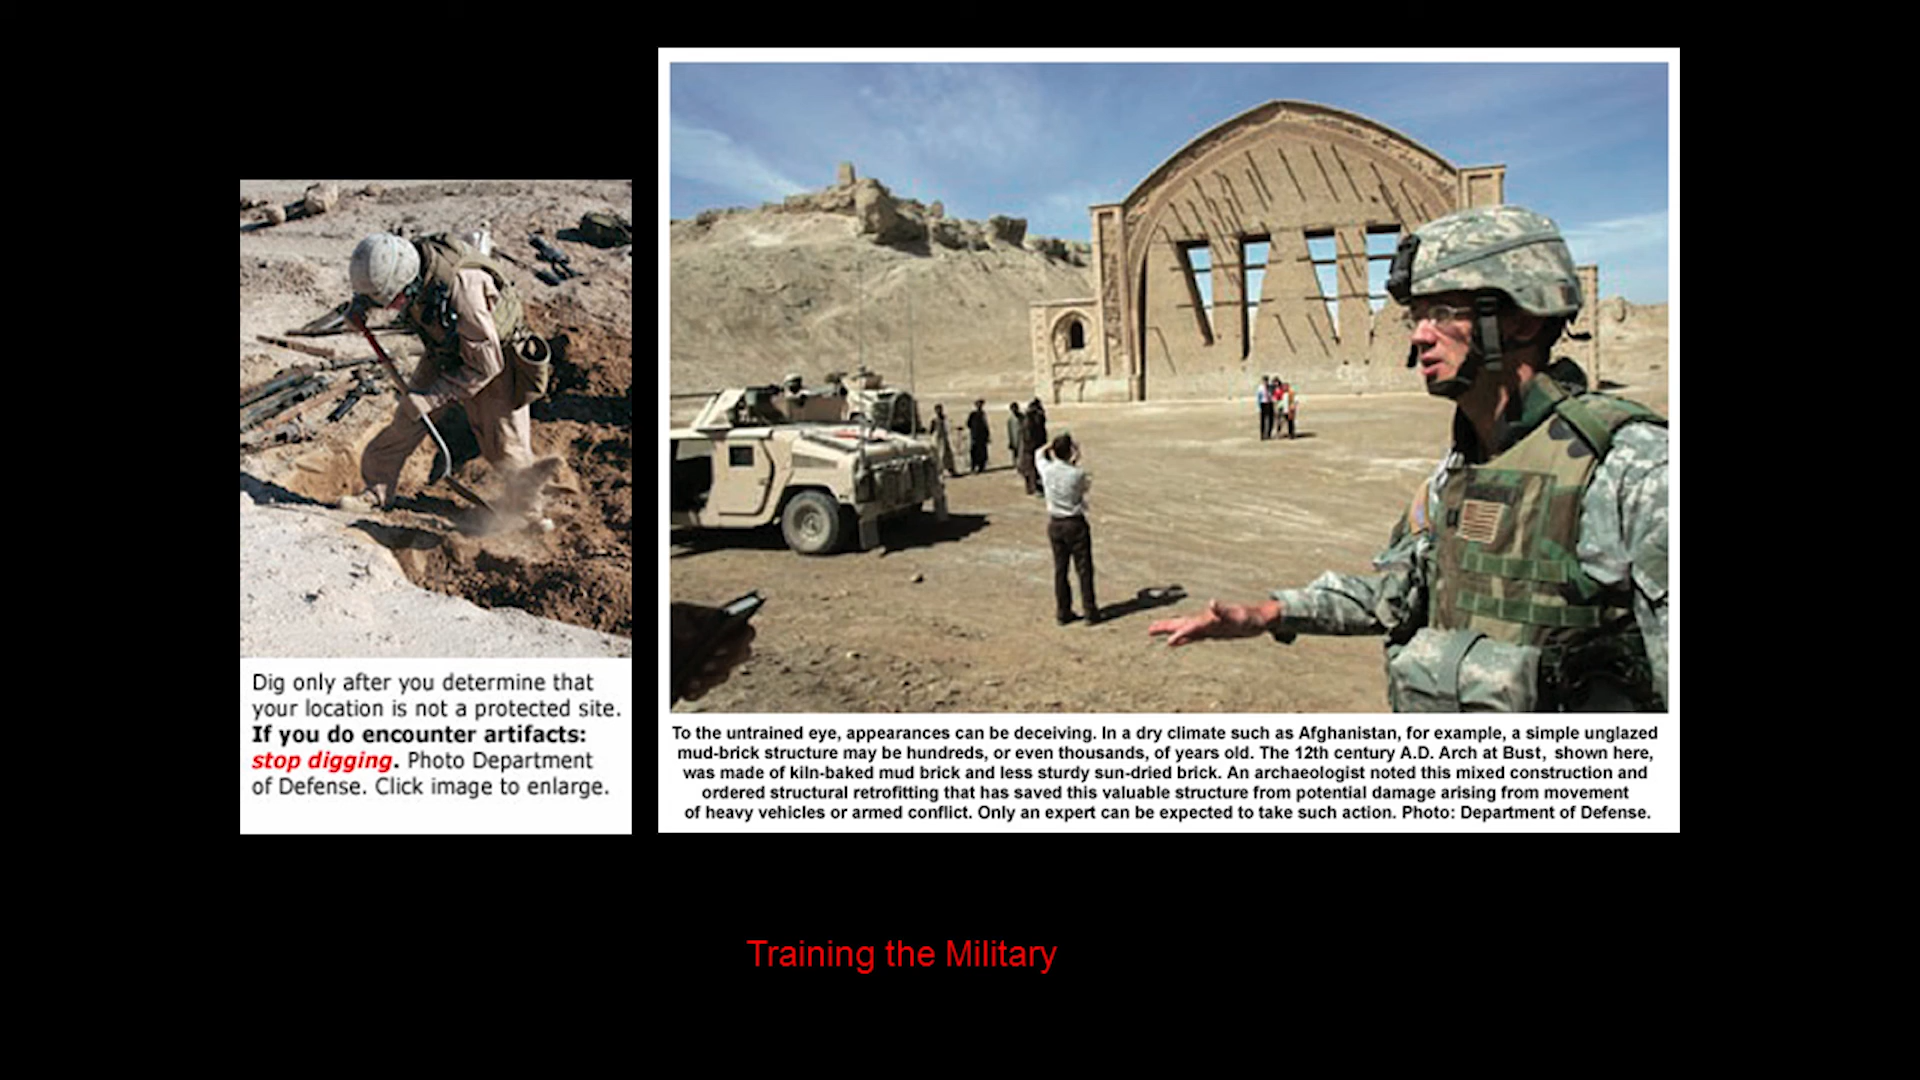 Dig only after you determine that
your location is not a protected site.
If you do encounter artifacts:
stop digging. Photo Department
of Defense. Click image to enlarge.
To the untrained eye, appearances can be deceiving. In a dry climate such as Afghanistan, for example, a simple unglazed
mud-brick structure may be hundreds, or even thousands, of years old. The 12th century A.D. Arch at Bust, shown here,
was made of kiln-baked mud brick and less sturdy sun-dried brick. An archaeologist noted this mixed construction and
ordered structural retrofitting that has saved this valuable structure from potential damage arising from movement
of heavy vehicles or armed conflict. Only an expert can be expected to take such action. Photo: Department of Defense.
Training the Military